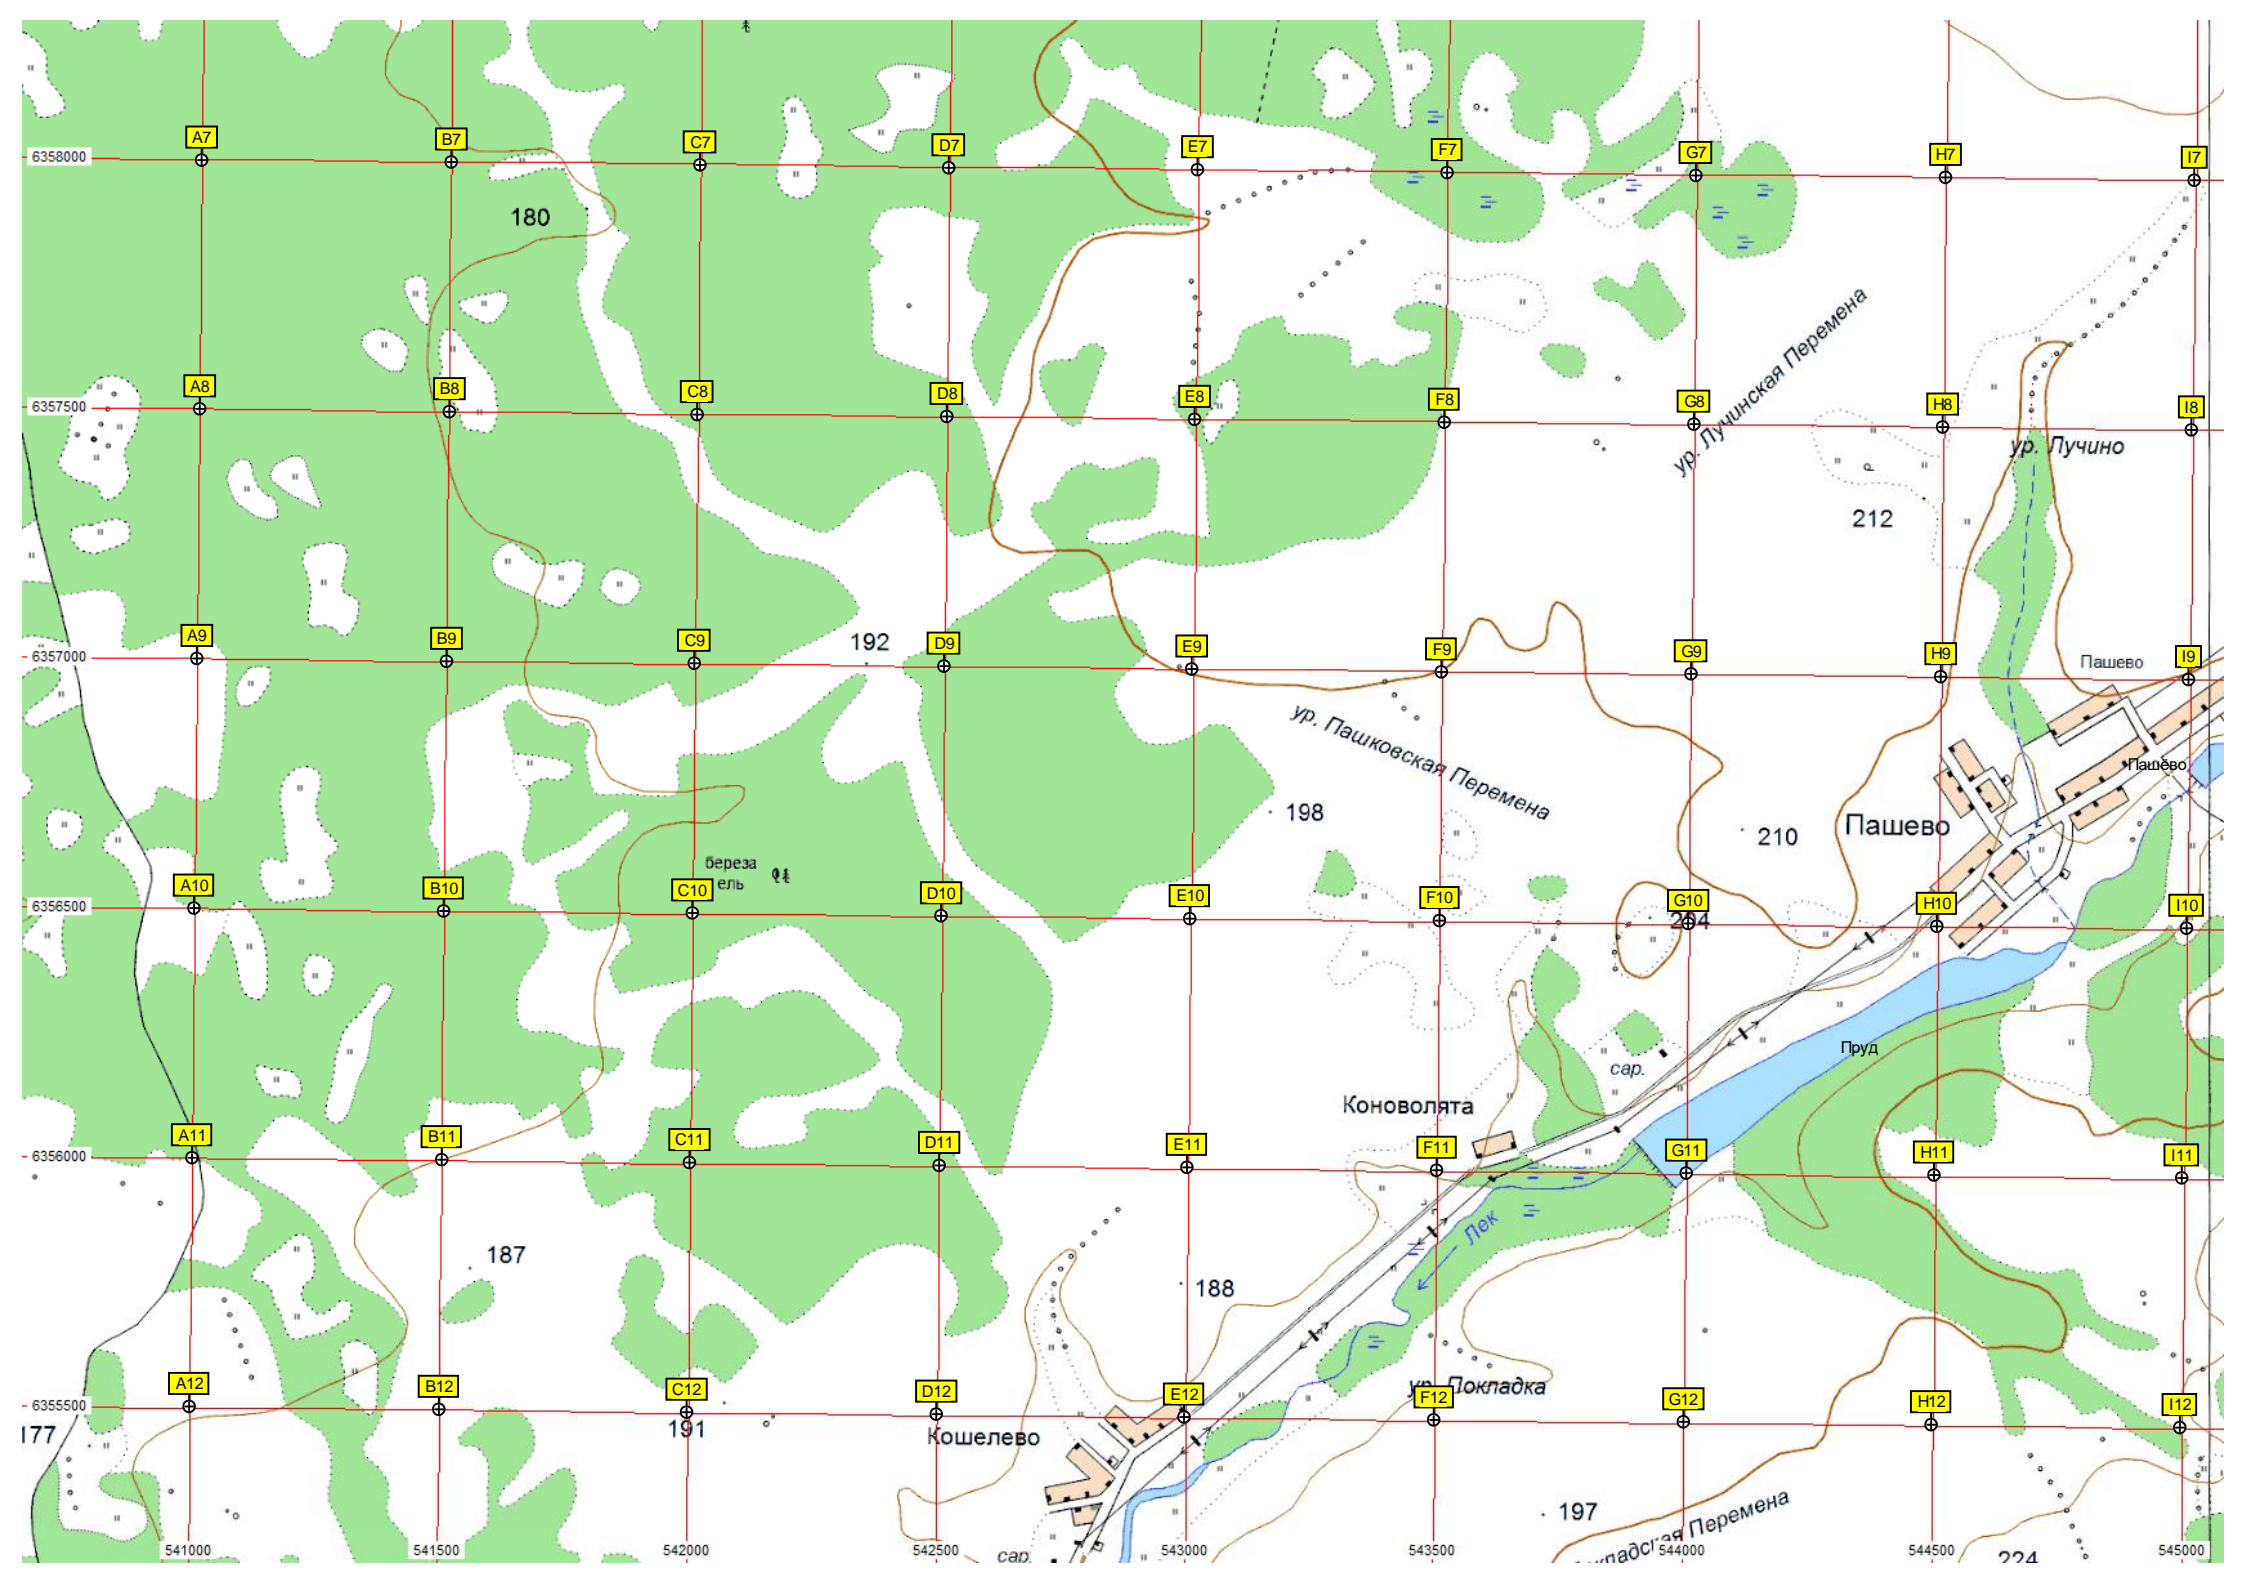 A7 B7 C7 D7 E7 F7 G7 H7 I7
6358000
180
ур. Лучинская Перемена
A8 B8 C8 D8 E8 F8 G8 H8 I8
6357500
ур. Лучино
212
A9 B9 C9 D9 E9 F9 G9 H9 I9
6357000
192
Пашево
ур. Пашковская Перемена
Пашёво
198
210
Пашево
береза
ель
A10 B10 C10 D10 E10 F10 G10 H10 I10
6356500
204
Пруд
сар.
Коноволята
A11 B11 C11 D11 E11 F11 G11 H11 I11
6356000
Лек
187
188
A12 B12 C12 D12 E12 F12 G12 H12 I12
6355500
ур. Покладка
177
191
Кошелево
197
Перемена
сар.
541000 541500 542000 542500 543000 543500 544000 544500 545000